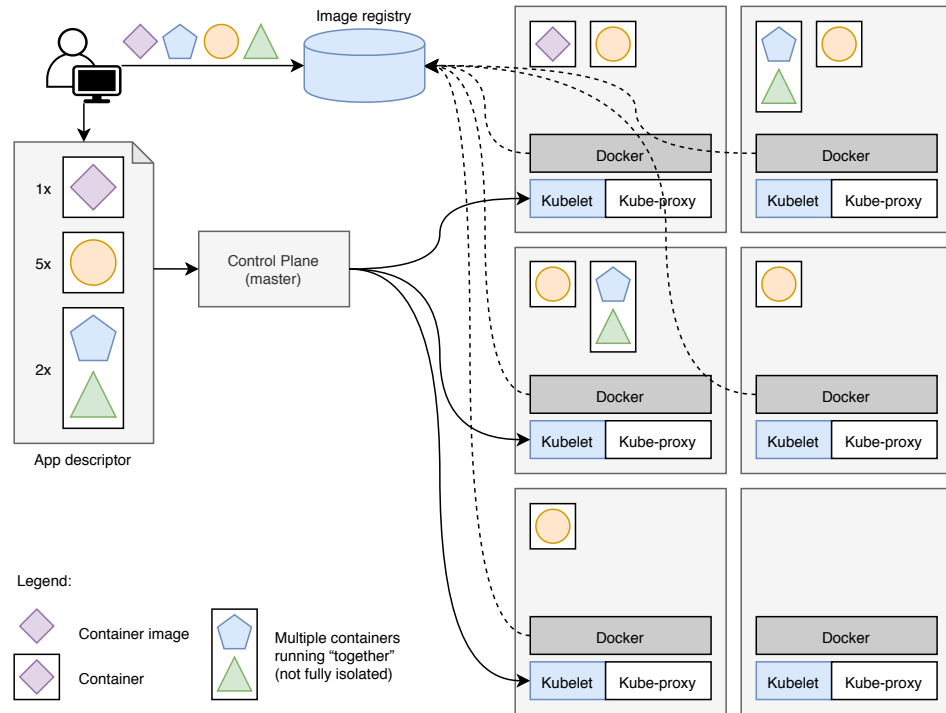 Image registry
1x
5x
2x
App descriptor
Control Plane
(master)
Docker
Kubelet
Kube-proxy
Docker
Kubelet
Kube-proxy
Docker
Kubelet
Kube-proxy
Docker
Kubelet
Kube-proxy
Docker
Kubelet
Kube-proxy
Docker
Kubelet
Kube-proxy
Legend:
Container image
Container
Multiple containers
running “together”
(not fully isolated)